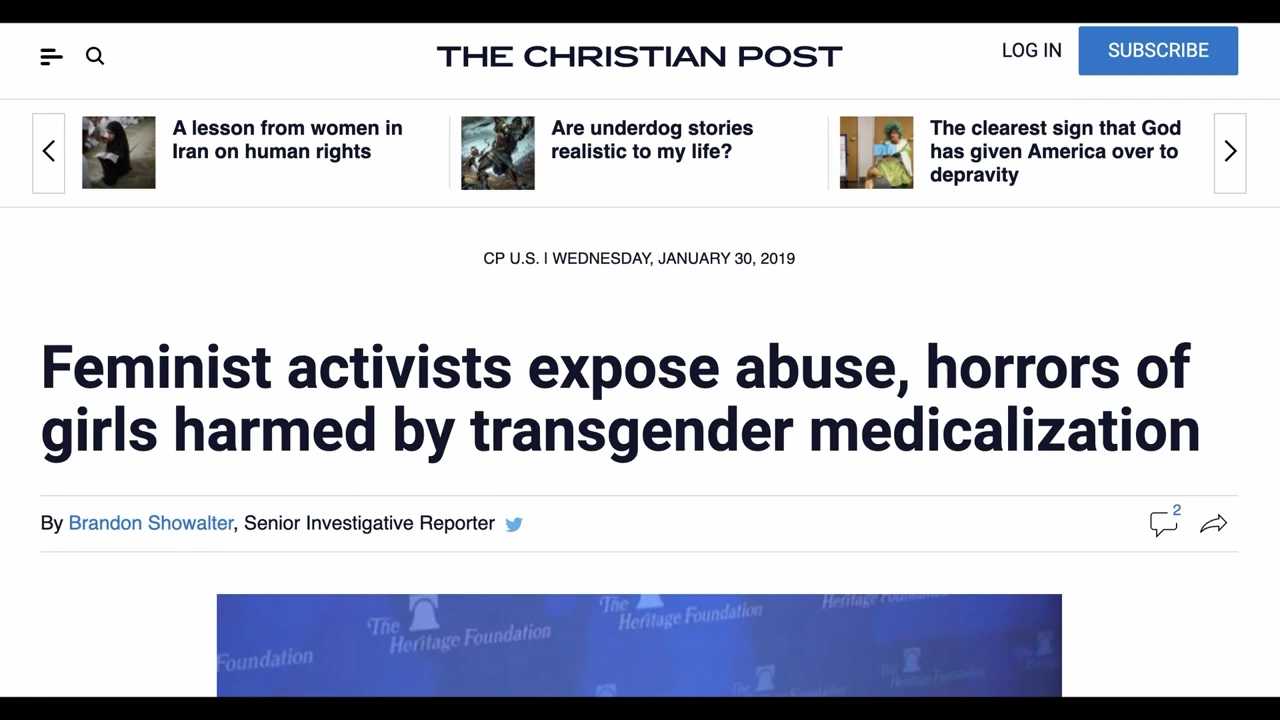 THE CHRISTIAN POST
LOG IN
SUBSCRIBE
A lesson from women in
Iran on human rights
Are underdog stories
realistic to my life?
The clearest sign that God
has given America over to
depravity
CP U.S. | WEDNESDAY, JANUARY 30, 2019
Feminist activists expose abuse, horrors of
girls harmed by transgender medicalization
By Brandon Showalter, Senior Investigative Reporter
2
The
Heritage Foundation
The
Heritage Foundation
Heritage Foundation
Foundation
The
Heritage Foundation